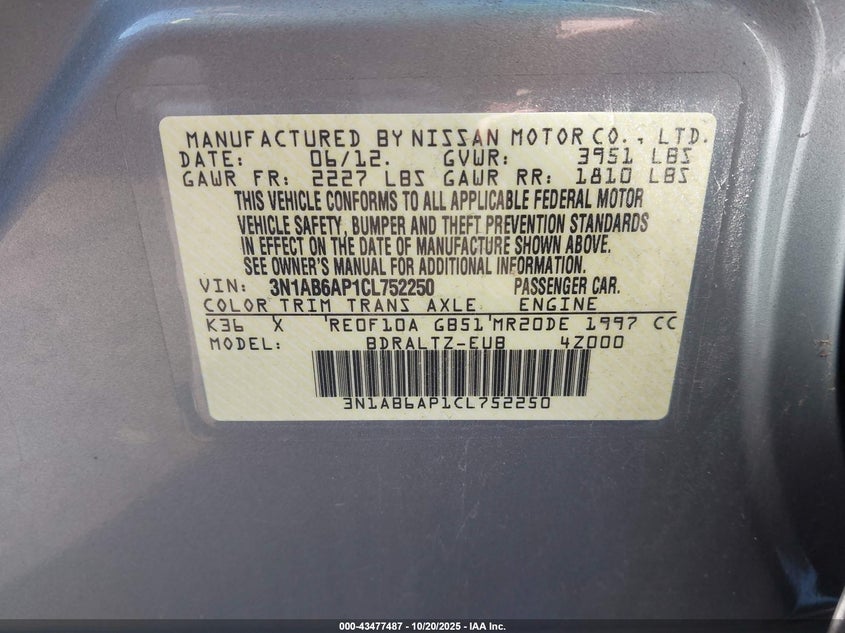 MANUFACTURED BY NISSAN MOTOR CO., LTD.
DATE: 06/12. GVWR: 3951 LBS
GAWR FR: 2227 LBS GAWR RR: 1810 LBS
THIS VEHICLE CONFORMS TO ALL APPLICABLE FEDERAL MOTOR
VEHICLE SAFETY, BUMPER AND THEFT PREVENTION STANDARDS
IN EFFECT ON THE DATE OF MANUFACTURE SHOWN ABOVE.
SEE OWNER'S MANUAL FOR ADDITIONAL INFORMATION.
VIN: 3N1AB6AP1CL752250 PASSENGER CAR.
COLOR TRIM TRANS AXLE ENGINE
K36 X RE0F10A GB51 MR20DE 1997 CC
MODEL: BDRALTZ-EUB 4Z000
3N1AB6AP1CL752250
000-43477487 - 10/20/2025 - IAA Inc.